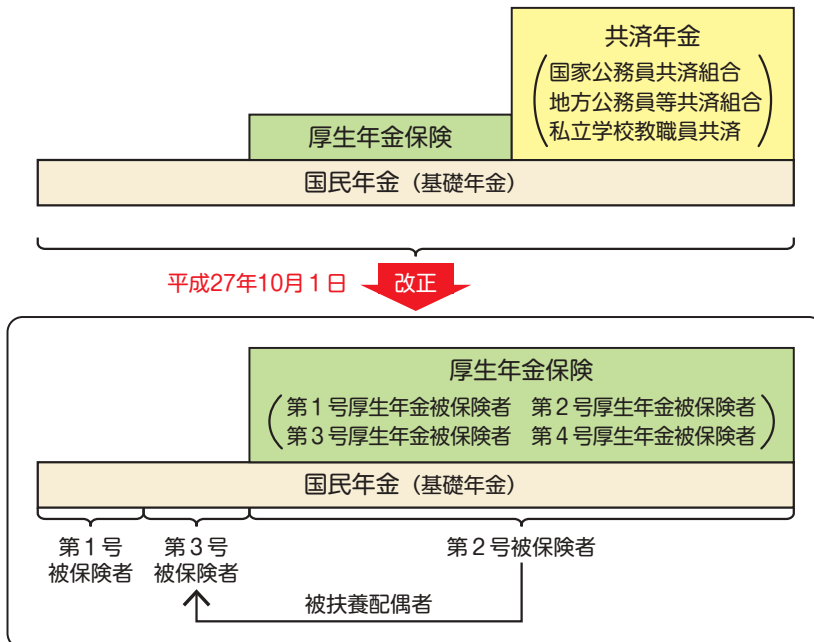 共済年金
国家公務員共済組合
地方公務員等共済組合
私立学校教職員共済
厚生年金保険
国民年金（基礎年金）
平成27年10月１日
改正
厚生年金保険
第１号厚生年金被保険者　第２号厚生年金被保険者
第３号厚生年金被保険者　第４号厚生年金被保険者
国民年金（基礎年金）
第１号
被保険者
第３号
被保険者
第２号被保険者
被扶養配偶者